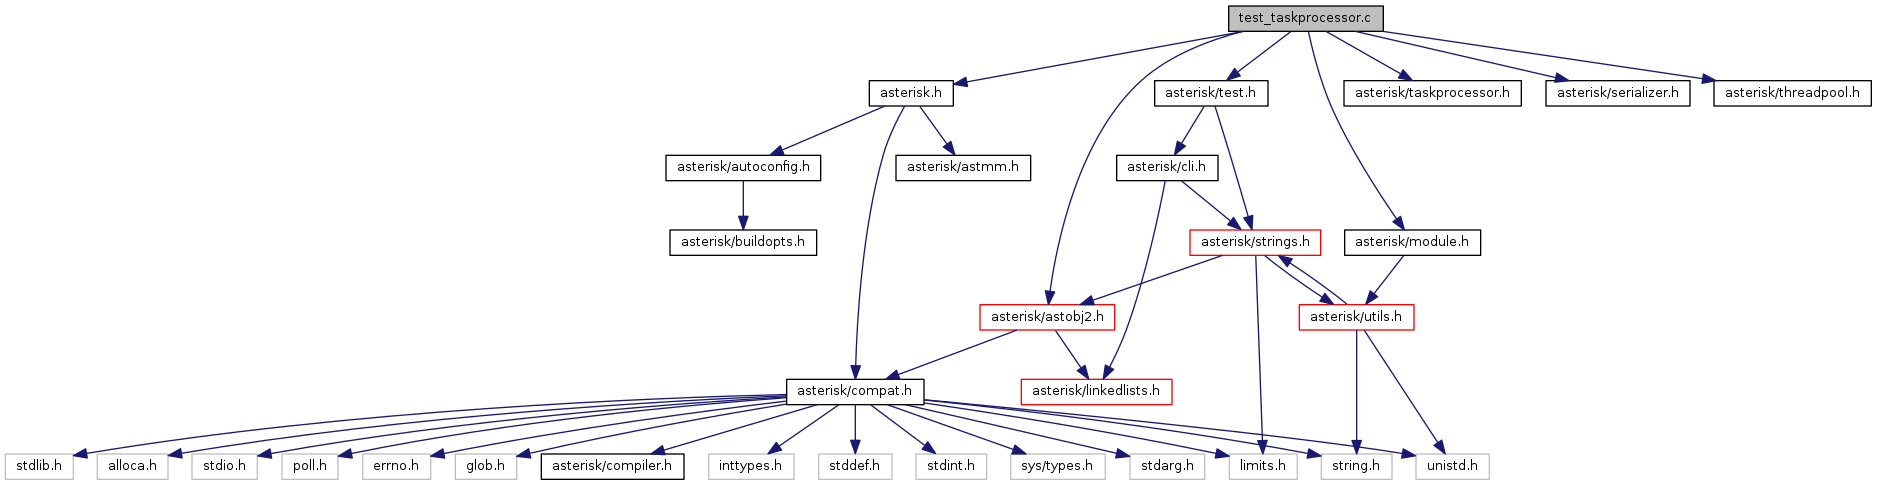 test_taskprocessor.c
asterisk.h
asterisk/test.h
asterisk/taskprocessor.h
asterisk/serializer.h
asterisk/threadpool.h
asterisk/autoconfig.h
asterisk/astmm.h
asterisk/cli.h
asterisk/buildopts.h
asterisk/strings.h
asterisk/module.h
asterisk/astobj2.h
asterisk/utils.h
asterisk/compat.h
asterisk/linkedlists.h
stdlib.h
alloca.h
stdio.h
poll.h
errno.h
glob.h
asterisk/compiler.h
inttypes.h
stddef.h
stdint.h
sys/types.h
stdarg.h
limits.h
string.h
unistd.h